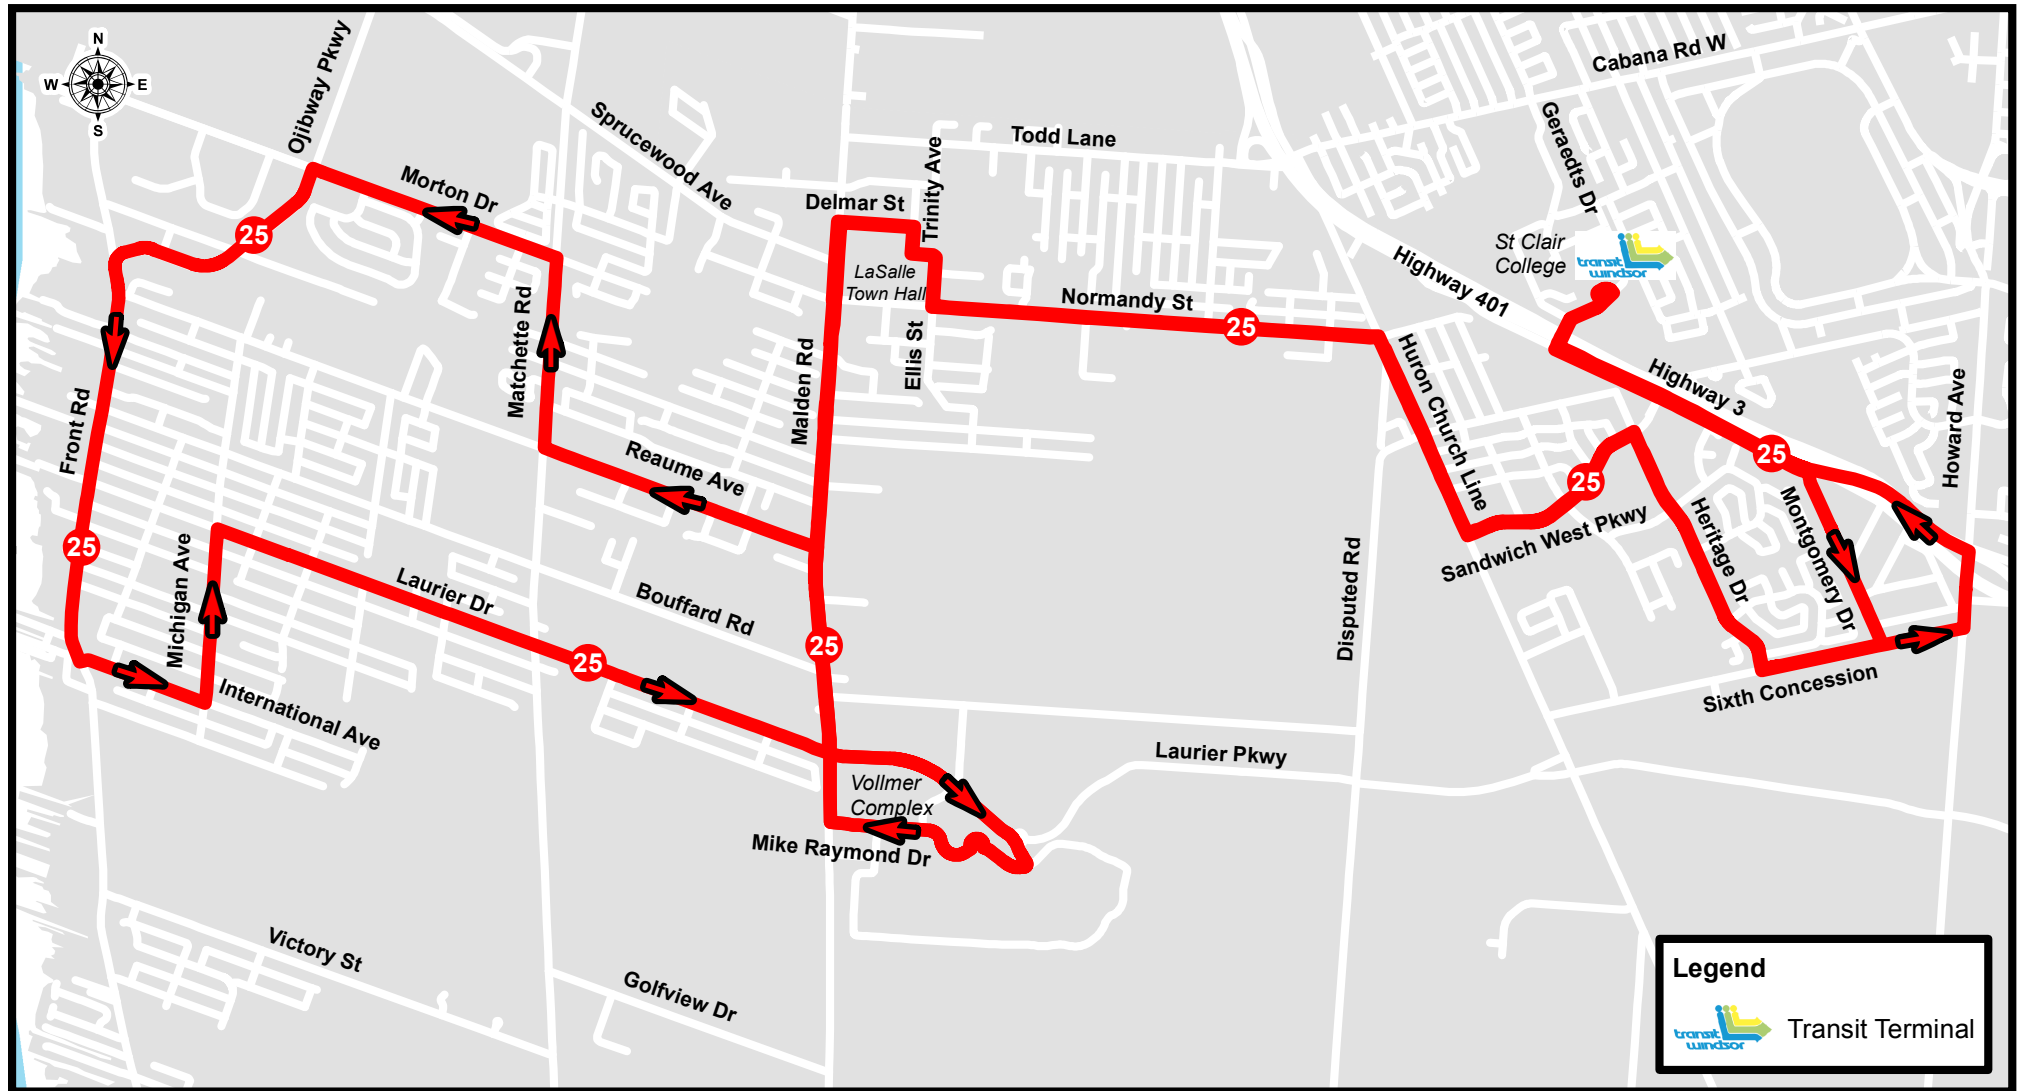 N
W
E
S
Ojibway Pkwy
Cabana Rd W
Sprucewood Ave
Todd Lane
Trinity Ave
Geraedts Dr
Morton Dr
Delmar St
25
St Clair
College
transit
windsor
LaSalle
Town Hall
Highway 401
Normandy St
25
Matchette Rd
Ellis St
Malden Rd
Huron Church Line
Highway 3
Howard Ave
Front Rd
Reaume Ave
25
25
Sandwich West Pkwy
Heritage Dr
Montgomery Dr
25
Michigan Ave
Laurier Dr
Bouffard Rd
Disputed Rd
25
25
International Ave
Sixth Concession
Laurier Pkwy
Vollmer
Complex
Mike Raymond Dr
Victory St
Golfview Dr
Legend
transit
windsor
Transit Terminal